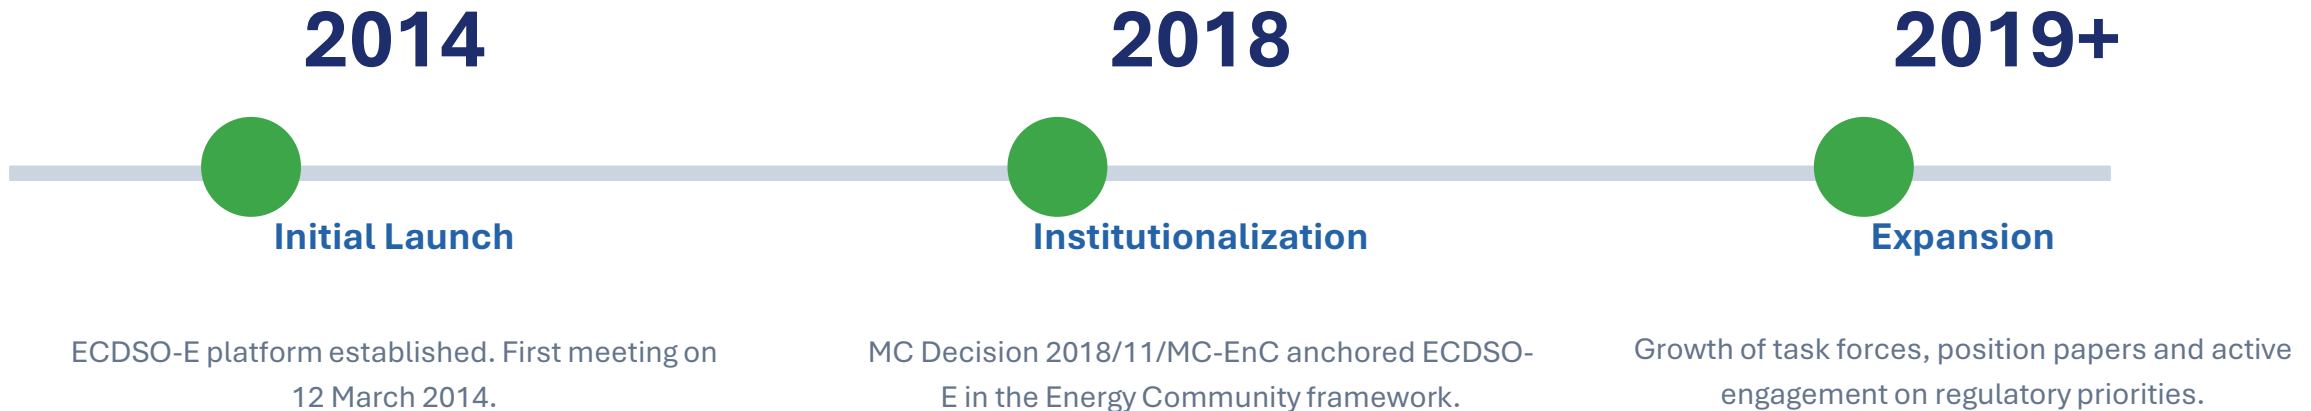 2014
2018
2019+
Initial Launch
Institutionalization
Expansion
ECDSO-E platform established. First meeting on
12 March 2014.
MC Decision 2018/11/MC-EnC anchored ECDSO-
E in the Energy Community framework.
Growth of task forces, position papers and active
engagement on regulatory priorities.